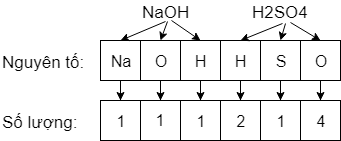 NaOH H2SO4
Nguyên tố: Na O H H S O
Số lượng: 1 1 1 2 1 4